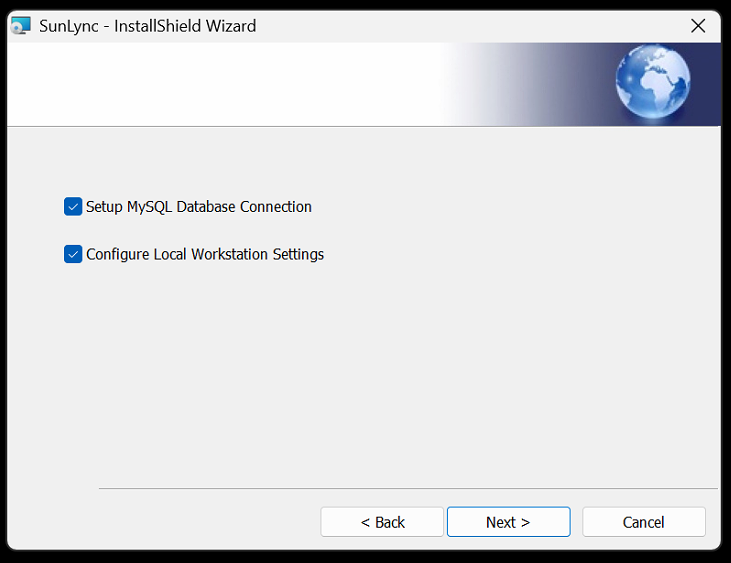 SunLync - InstallShield Wizard
Setup MySQL Database Connection
Configure Local Workstation Settings
< Back
Next >
Cancel